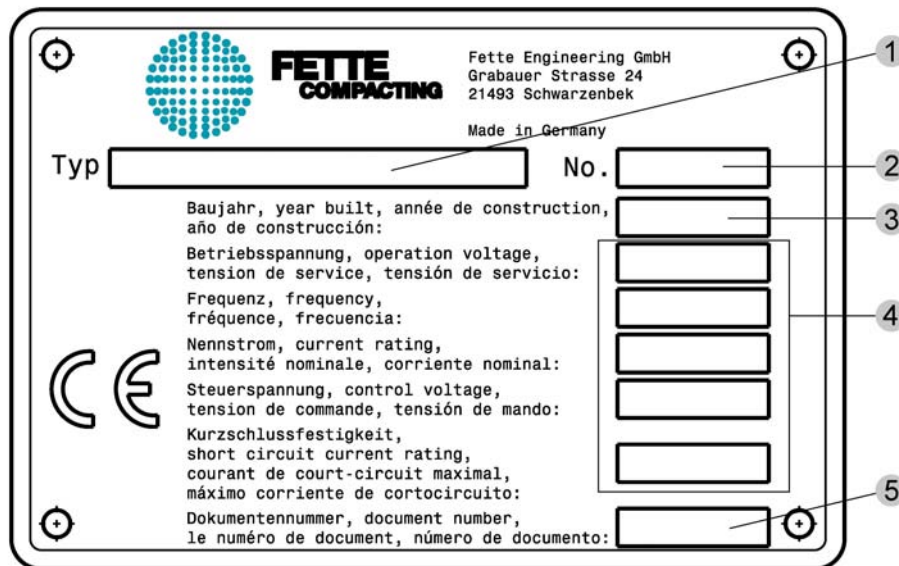 FETTE
COMPACTING
Fette Engineering GmbH
Grabauer Strasse 24
21493 Schwarzenbek
Made in Germany
1
Typ
No.
2
Baujahr, year built, année de construction,
año de construcción:
3
Betriebsspannung, operation voltage,
tension de service, tensión de servicio:
Frequenz, frequency,
fréquence, frecuencia:
4
Nennstrom, current rating,
intensité nominale, corriente nominal:
CE
Steuerspannung, control voltage,
tension de commande, tensión de mando:
Kurzschlussfestigkeit,
short circuit current rating,
courant de court-circuit maximal,
máximo corriente de cortocircuito:
5
Dokumentennummer, document number,
le numéro de document, número de documento: